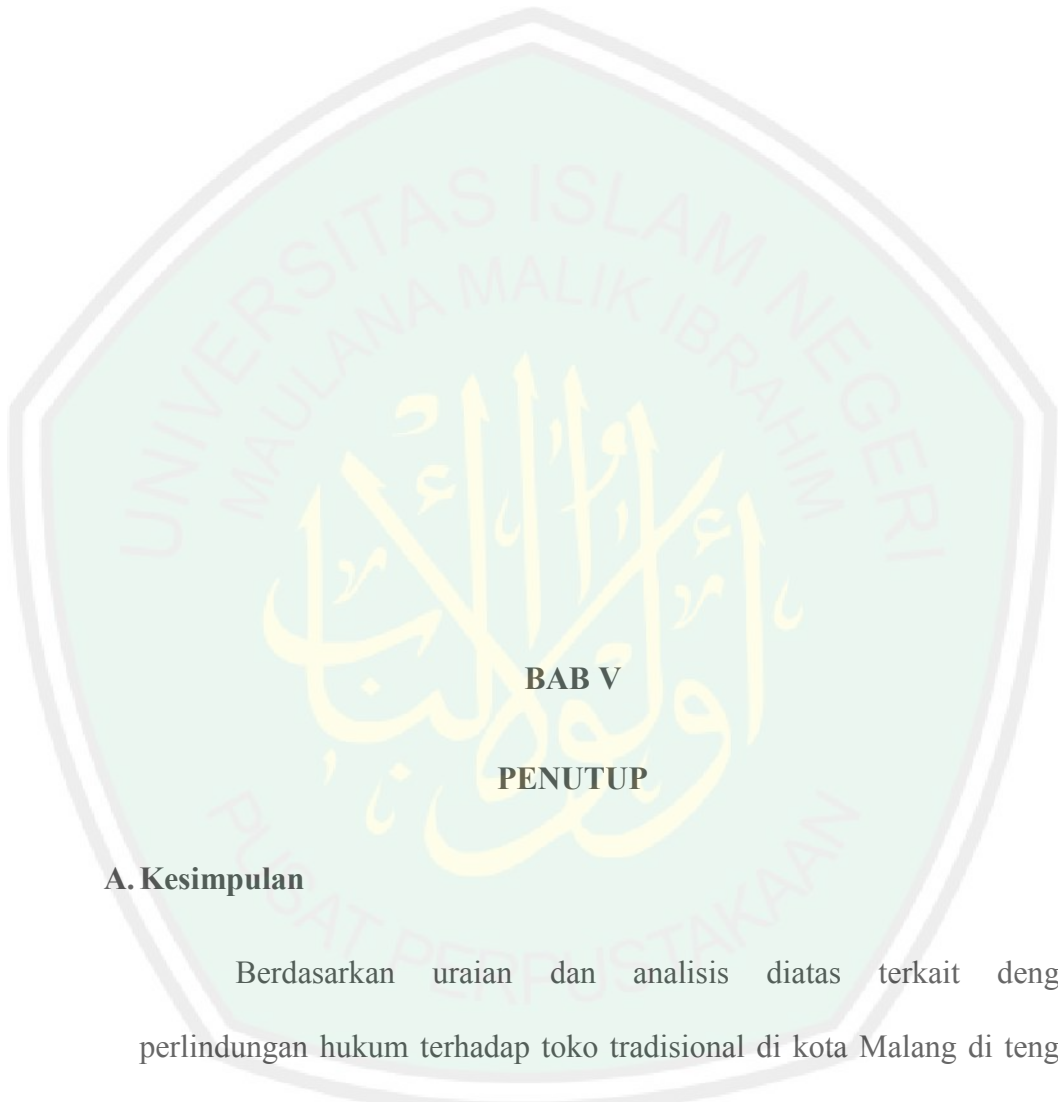 UNIVERSITAS ISLAM NEGERI
MAULANA MALIK IBRAHIM
PUSAT PERPUSTAKAAN
BAB V
PENUTUP
A. Kesimpulan
Berdasarkan uraian dan analisis diatas terkait deng
perlindungan hukum terhadap toko tradisional di kota Malang di teng